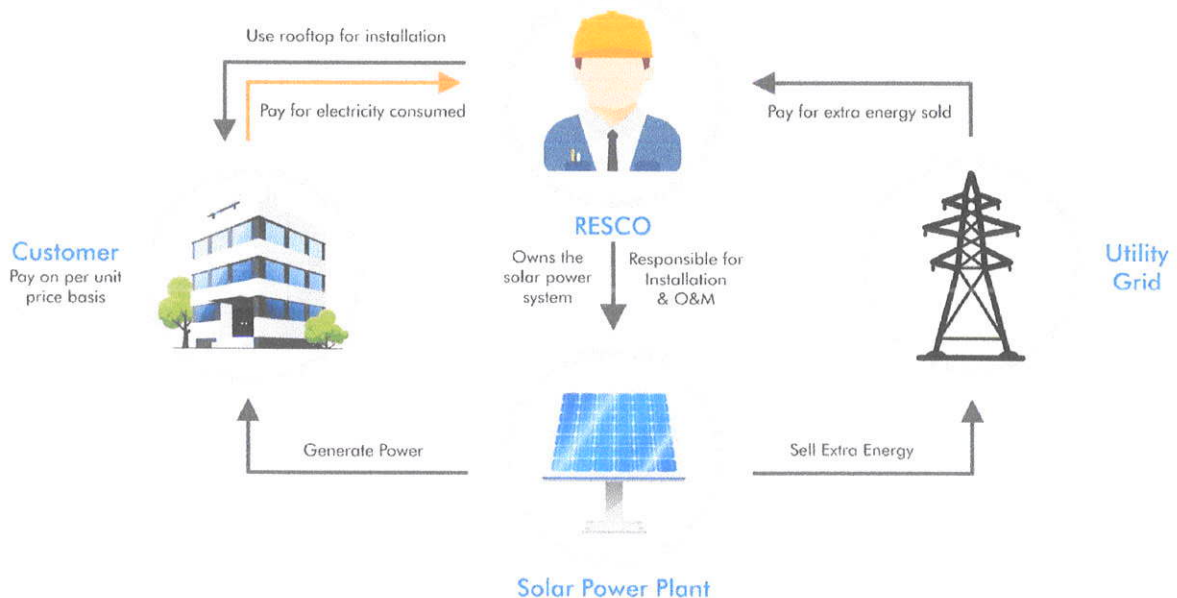 Use rooftop for installation
Pay for electricity consumed
Pay for extra energy sold
RESCO
Owns the
solar power
system
Responsible for
Installation
& O&M
Customer
Pay on per unit
price basis
Utility
Grid
Generate Power
Sell Extra Energy
Solar Power Plant